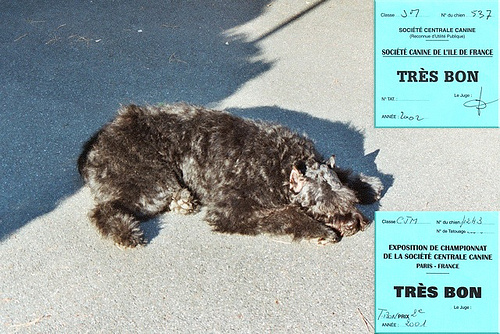 Classe J M N° du chien 537
SOCIÉTÉ CENTRALE CANINE
(Reconnue d'Utilité Publique)
SOCIÉTÉ CANINE DE L'ILE DE FRANCE
TRÈS BON
N° TAT :
Le Juge :
ANNÉE : 2002
Classe CJM N° du chien 1243
N° de Tatouage
EXPOSITION DE CHAMPIONNAT
DE LA SOCIÉTÉ CENTRALE CANINE
PARIS - FRANCE
TRÈS BON
Le Juge :
PRIX 2e
ANNÉE : 2001